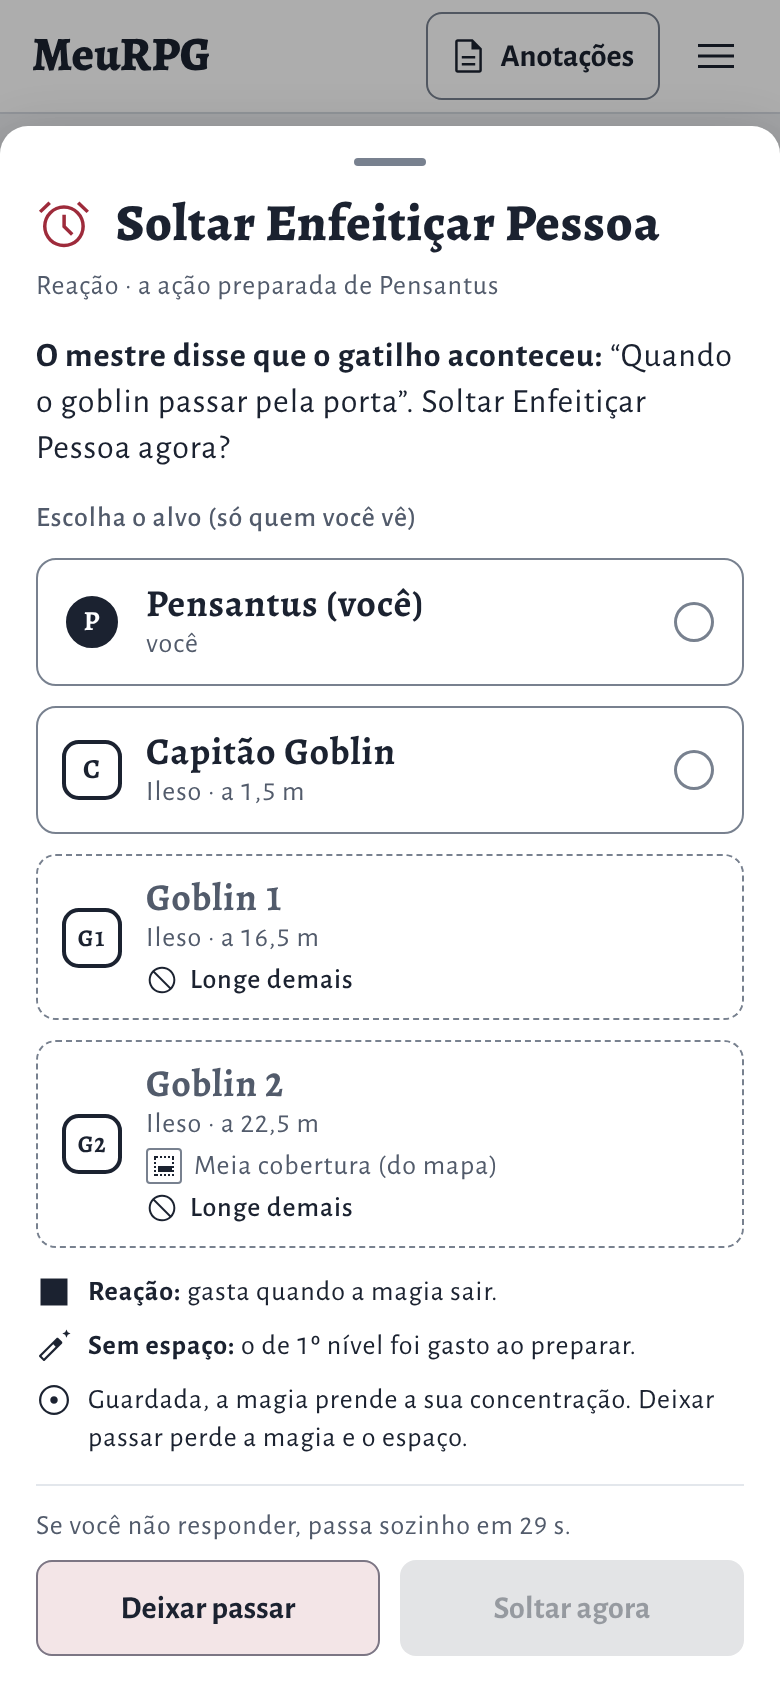 MeuRPG
Anotações
Soltar Enfeitiçar Pessoa
Reação · a ação preparada de Pensantus
O mestre disse que o gatilho aconteceu: “Quando
o goblin passar pela porta”. Soltar Enfeitiçar
Pessoa agora?
Escolha o alvo (só quem você vê)
P
Pensantus (você)
você
C
Capitão Goblin
Ileso · a 1,5 m
G1
Goblin 1
Ileso · a 16,5 m
Longe demais
G2
Goblin 2
Ileso · a 22,5 m
Meia cobertura (do mapa)
Longe demais
Reação: gasta quando a magia sair.
Sem espaço: o de 1º nível foi gasto ao preparar.
Guardada, a magia prende a sua concentração. Deixar
passar perde a magia e o espaço.
Se você não responder, passa sozinho em 29 s.
Deixar passar
Soltar agora